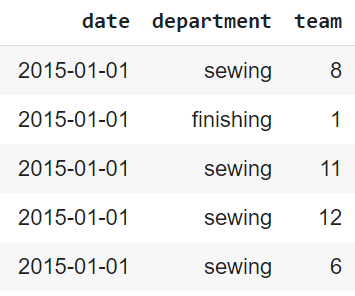 date department team
2015-01-01 sewing 8
2015-01-01 finishing 1
2015-01-01 sewing 11
2015-01-01 sewing 12
2015-01-01 sewing 6